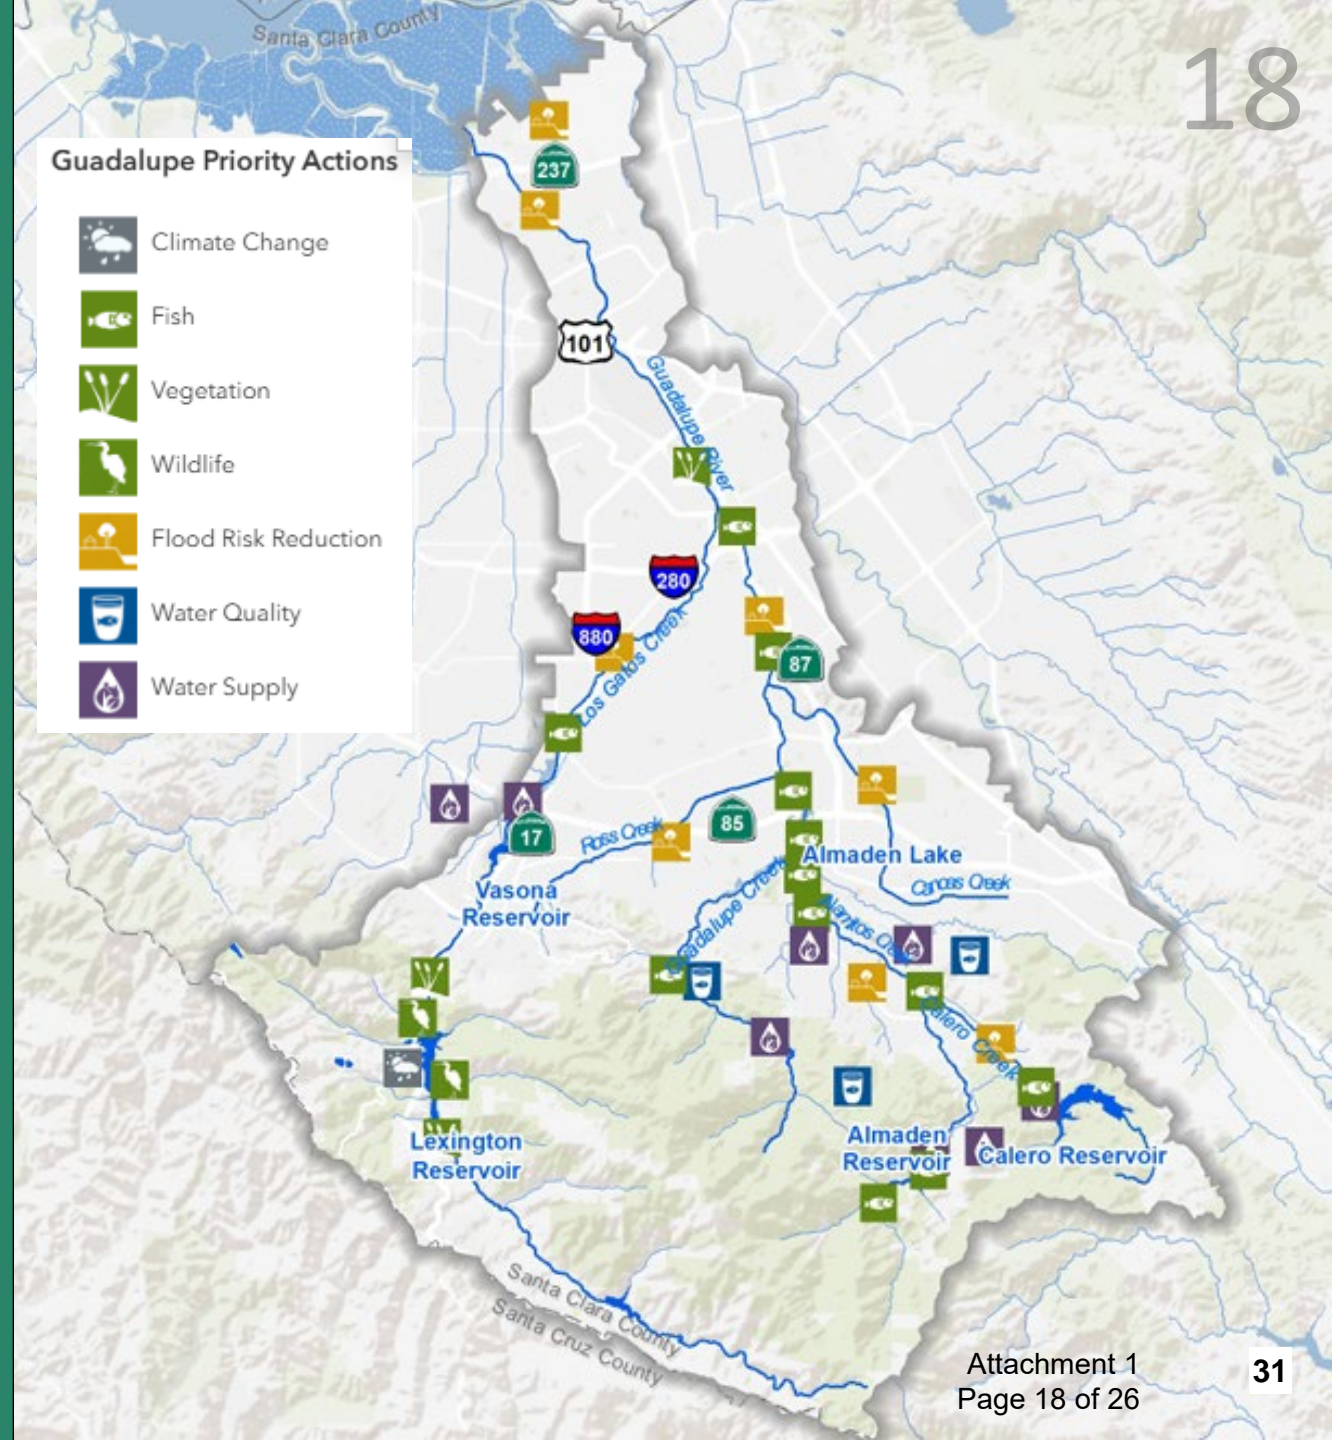 Santa Clara County
18
Guadalupe Priority Actions
Climate Change
Fish
Vegetation
Wildlife
Flood Risk Reduction
Water Quality
Water Supply
237
101
Guadalupe River
280
880
Los Gatos Creek
87
17
Ross Creek
85
Almaden Lake
Canoas Creek
Vasona
Reservoir
Guadalupe Creek
Alamitos Creek
Calero Creek
Lexington
Reservoir
Almaden
Reservoir
Calero Reservoir
Santa Clara County
Santa Cruz County
Attachment 1
Page 18 of 26
31